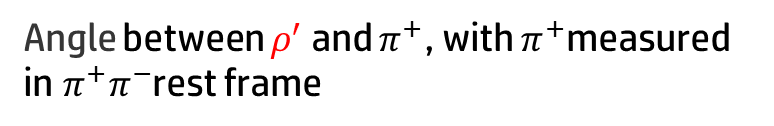 Angle between ρ′ and π⁺, with π⁺measured
in π⁺π⁻rest frame